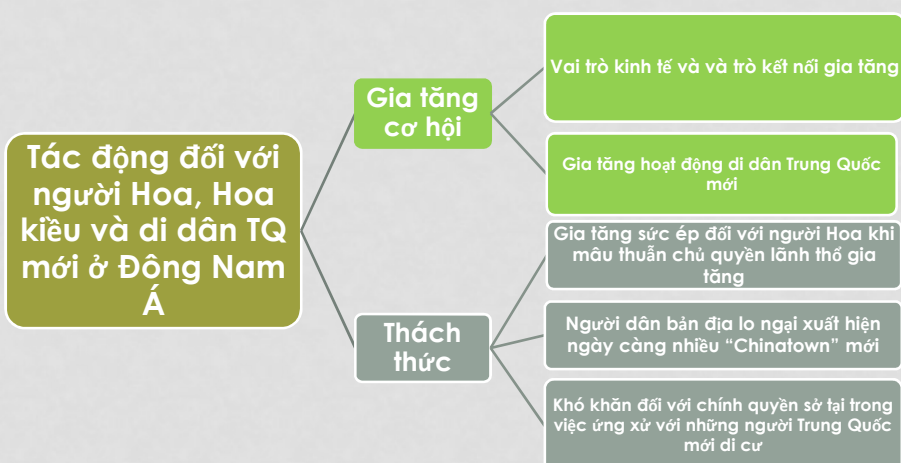 Tác động đối với
người Hoa, Hoa
kiều và di dân TQ
mới ở Đông Nam
Á
Gia tăng
cơ hội
Vai trò kinh tế và và trò kết nối gia tăng
Gia tăng hoạt động di dân Trung Quốc
mới
Thách
thức
Gia tăng sức ép đối với người Hoa khi
mâu thuẫn chủ quyền lãnh thổ gia
tăng
Người dân bản địa lo ngại xuất hiện
ngày càng nhiều “Chinatown” mới
Khó khăn đối với chính quyền sở tại trong
việc ứng xử với những người Trung Quốc
mới di cư